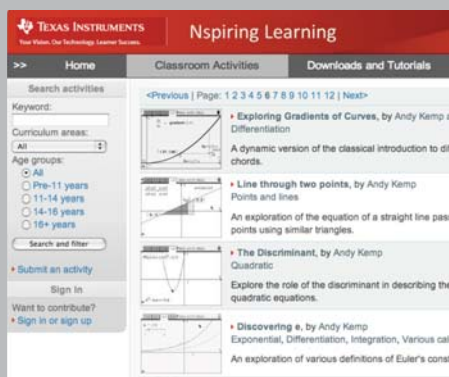 TEXAS INSTRUMENTS
Your Vision. Our Technology. Learner Success.
Nspiring Learning
>> Home Classroom Activities Downloads and Tutorials
Search activities
Keyword:
Curriculum areas:
All
Age groups:
All
Pre-11 years
11-14 years
14-16 years
16+ years
Search and filter
Submit an activity
Sign In
Want to contribute?
Sign in or sign up
<Previous | Page: 1 2 3 4 5 6 7 8 9 10 11 12 | Next>
Exploring Gradients of Curves, by Andy Kemp
Differentiation
A dynamic version of the classical introduction to
chords.
Line through two points, by Andy Kemp
Points and lines
An exploration of the equation of a straight line
points using similar triangles.
The Discriminant, by Andy Kemp
Quadratic
Explore the role of the discriminant in describing the
quadratic equations.
Discovering e, by Andy Kemp
Exponential, Differentiation, Integration, Various
An exploration of various definitions of Euler's